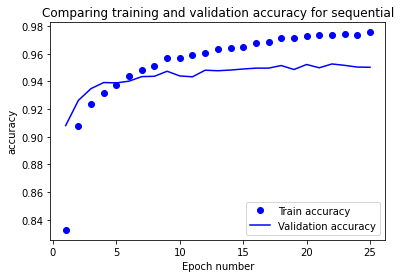 Comparing training and validation accuracy for sequential
0.98
0.96
0.94
0.92
0.90
0.88
0.86
0.84
accuracy
Train accuracy
Validation accuracy
0 5 10 15 20 25
Epoch number